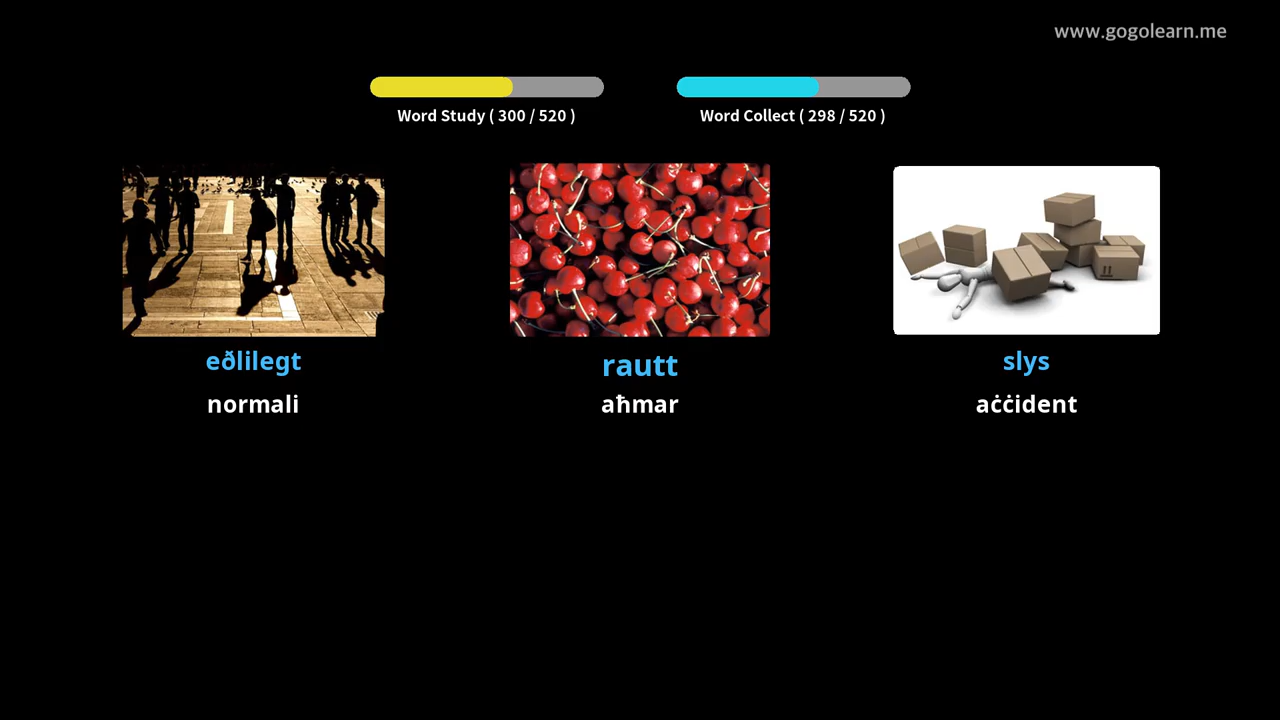 www.gogolearn.me
Word Study ( 300 / 520 )
Word Collect ( 298 / 520 )
eðlilegt
rautt
slys
normali
aħmar
aċċident